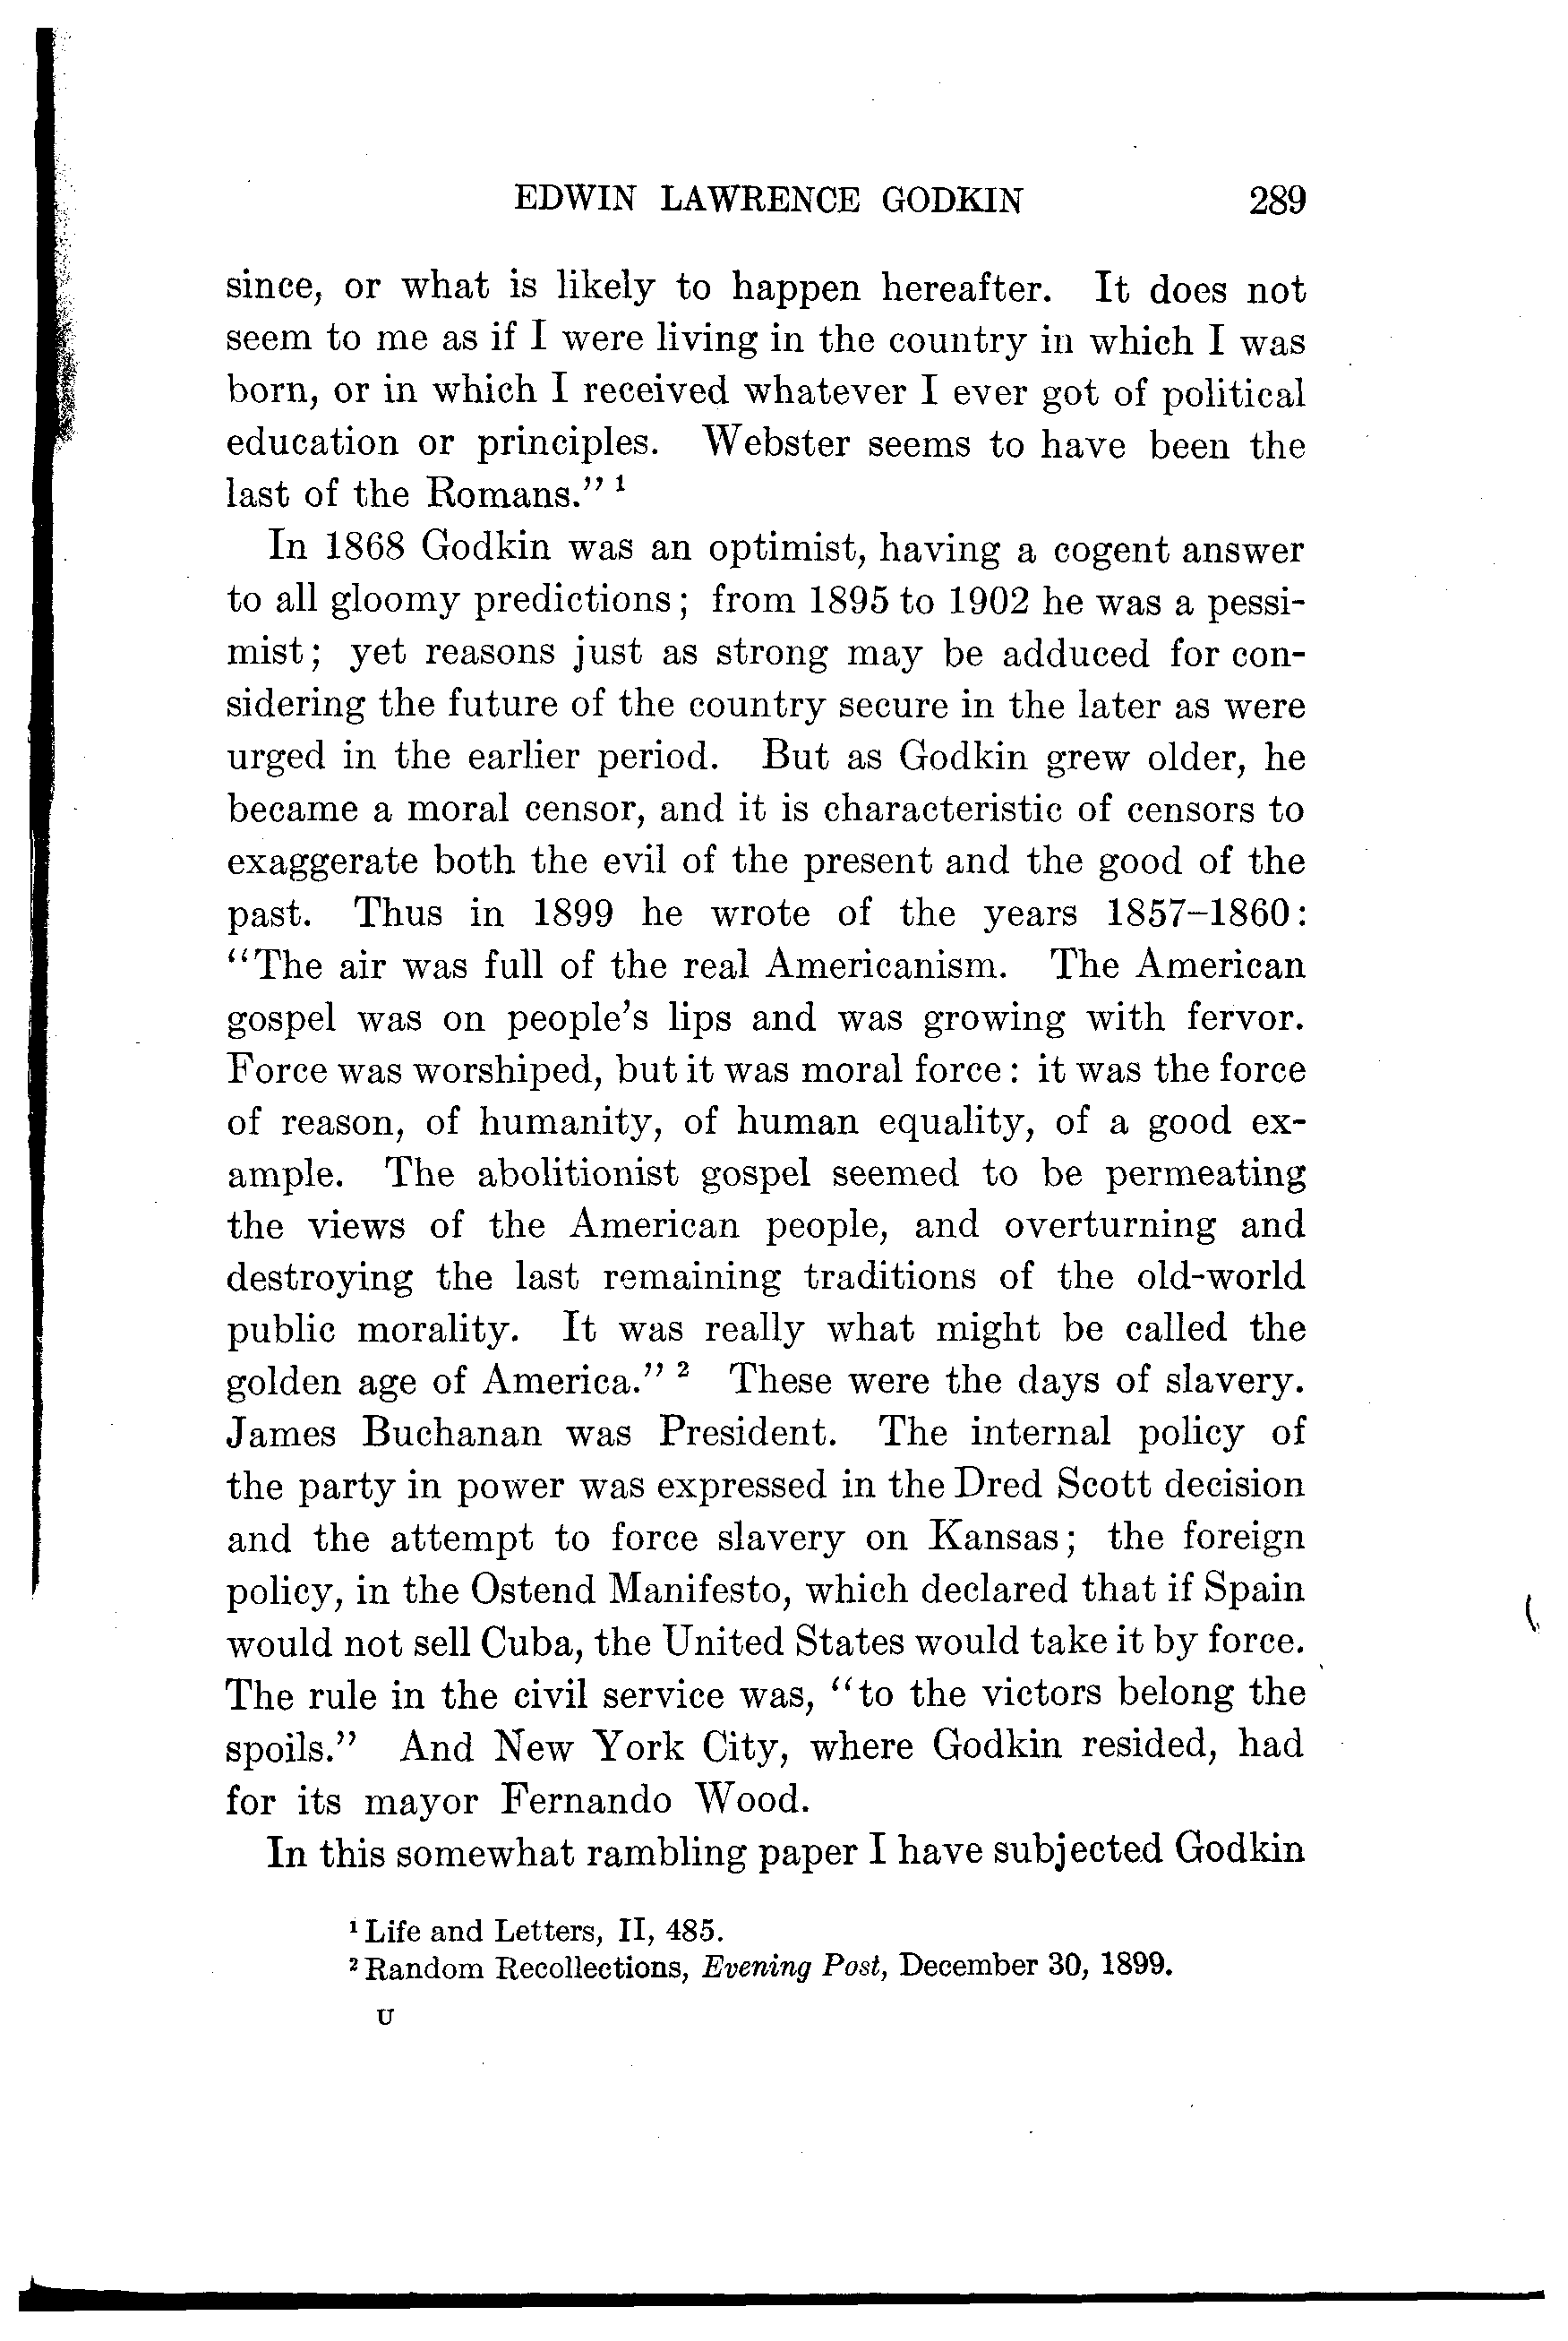 EDWIN LAWRENCE GODKIN 289
since, or what is likely to happen hereafter. It does not
seem to me as if I were living in the country in which I was
born, or in which I received whatever I ever got of political
education or principles. Webster seems to have been the
last of the Romans.” ¹
In 1868 Godkin was an optimist, having a cogent answer
to all gloomy predictions; from 1895 to 1902 he was a pessi-
mist; yet reasons just as strong may be adduced for con-
sidering the future of the country secure in the later as were
urged in the earlier period. But as Godkin grew older, he
became a moral censor, and it is characteristic of censors to
exaggerate both the evil of the present and the good of the
past. Thus in 1899 he wrote of the years 1857–1860:
“The air was full of the real Americanism. The American
gospel was on people’s lips and was growing with fervor.
Force was worshiped, but it was moral force: it was the force
of reason, of humanity, of human equality, of a good ex-
ample. The abolitionist gospel seemed to be permeating
the views of the American people, and overturning and
destroying the last remaining traditions of the old-world
public morality. It was really what might be called the
golden age of America.” ² These were the days of slavery.
James Buchanan was President. The internal policy of
the party in power was expressed in the Dred Scott decision
and the attempt to force slavery on Kansas; the foreign
policy, in the Ostend Manifesto, which declared that if Spain
would not sell Cuba, the United States would take it by force.
The rule in the civil service was, “to the victors belong the
spoils.” And New York City, where Godkin resided, had
for its mayor Fernando Wood.
In this somewhat rambling paper I have subjected Godkin
¹ Life and Letters, II, 485.
² Random Recollections, Evening Post, December 30, 1899.
U